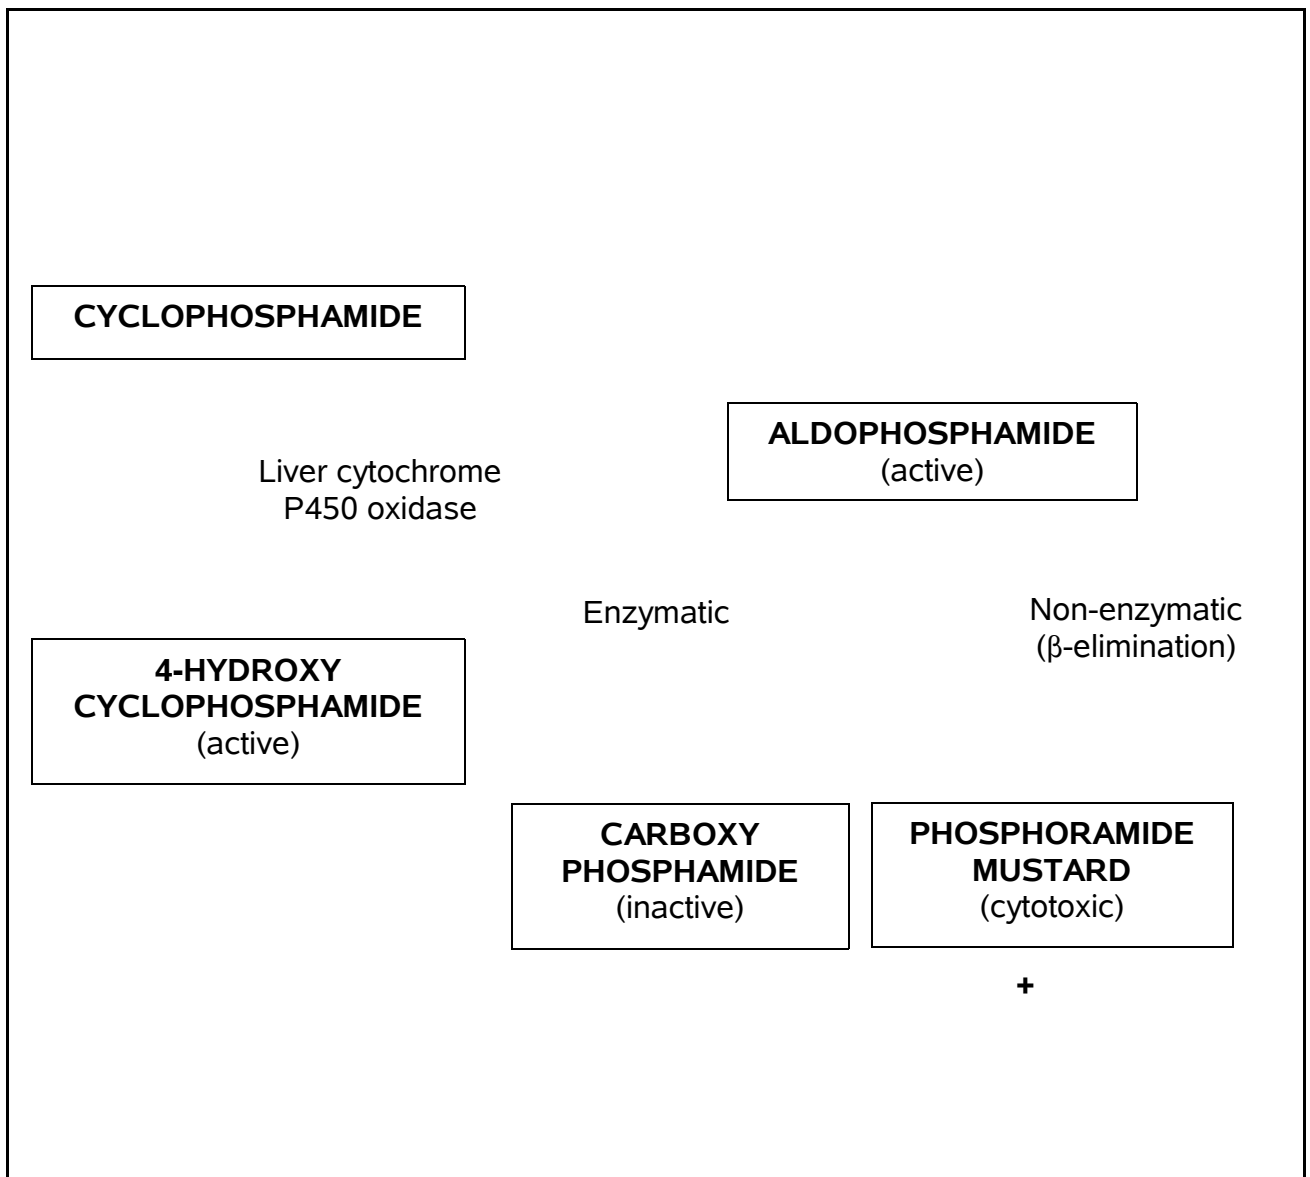 CYCLOPHOSPHAMIDE
ALDOPHOSPHAMIDE
(active)
Liver cytochrome
P450 oxidase
Enzymatic
Non-enzymatic
(β-elimination)
4-HYDROXY
CYCLOPHOSPHAMIDE
(active)
CARBOXY
PHOSPHAMIDE
(inactive)
PHOSPHORAMIDE
MUSTARD
(cytotoxic)
+